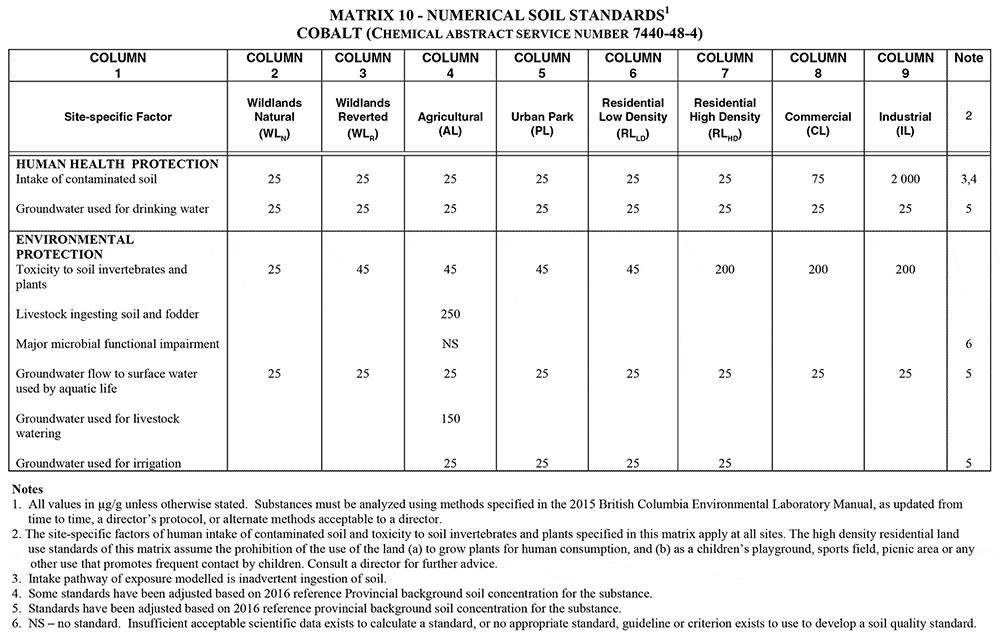 MATRIX 10 - NUMERICAL SOIL STANDARDS1
COBALT (CHEMICAL ABSTRACT SERVICE NUMBER 7440-48-4)
COLUMN 1 COLUMN 2 COLUMN 3 COLUMN 4 COLUMN 5 COLUMN 6 COLUMN 7 COLUMN 8 COLUMN 9 Note
Site-specific Factor Wildlands Natural (WLN) Wildlands Reverted (WLR) Agricultural (AL) Urban Park (PL) Residential Low Density (RLLD) Residential High Density (RLHD) Commercial (CL) Industrial (IL) 2
HUMAN HEALTH PROTECTION
Intake of contaminated soil 25 25 25 25 25 25 75 2 000 3,4
Groundwater used for drinking water 25 25 25 25 25 25 25 25 5
ENVIRONMENTAL
PROTECTION
Toxicity to soil invertebrates and
plants 25 45 45 45 45 200 200 200
Livestock ingesting soil and fodder 250
Major microbial functional impairment NS 6
Groundwater flow to surface water
used by aquatic life 25 25 25 25 25 25 25 25 5
Groundwater used for livestock
watering 150
Groundwater used for irrigation 25 25 25 25 5
Notes
1. All values in µg/g unless otherwise stated. Substances must be analyzed using methods specified in the 2015 British Columbia Environmental Laboratory Manual, as updated from
time to time, a director's protocol, or alternate methods acceptable to a director.
2. The site-specific factors of human intake of contaminated soil and toxicity to soil invertebrates and plants specified in this matrix apply at all sites. The high density residential land
use standards of this matrix assume the prohibition of the use of the land (a) to grow plants for human consumption, and (b) as a children's playground, sports field, picnic area or any
other use that promotes frequent contact by children. Consult a director for further advice.
3. Intake pathway of exposure modelled is inadvertent ingestion of soil.
4. Some standards have been adjusted based on 2016 reference Provincial background soil concentration for the substance.
5. Standards have been adjusted based on 2016 reference provincial background soil concentration for the substance.
6. NS – no standard. Insufficient acceptable scientific data exists to calculate a standard, or no appropriate standard, guideline or criterion exists to use to develop a soil quality standard.